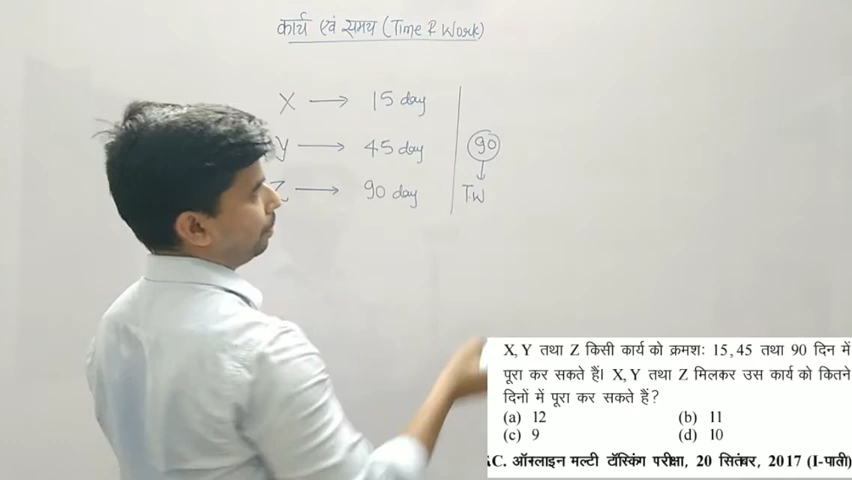 कार्य एवं समय (Time & Work)
X → 15 day
y → 45 day 90
Z → 90 day T.W
X, Y तथा Z किसी कार्य को क्रमशः 15, 45 तथा 90 दिन में
पूरा कर सकते हैं। X, Y तथा Z मिलकर उस कार्य को कितने
दिनों में पूरा कर सकते हैं?
(a) 12 (b) 11
(c) 9 (d) 10
C. ऑनलाइन मल्टी टॉस्किंग परीक्षा, 20 सितंबर, 2017 (I-पाली)